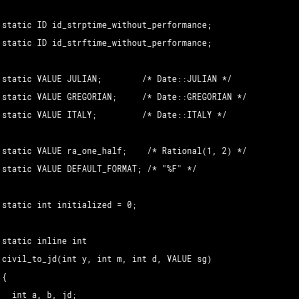 static ID id_strptime_without_performance;
static ID id_strftime_without_performance;
static VALUE JULIAN;        /* Date::JULIAN */
static VALUE GREGORIAN;     /* Date::GREGORIAN */
static VALUE ITALY;         /* Date::ITALY */
static VALUE ra_one_half;    /* Rational(1, 2) */
static VALUE DEFAULT_FORMAT; /* "%F" */
static int initialized = 0;
static inline int
civil_to_jd(int y, int m, int d, VALUE sg)
{
  int a, b, jd;